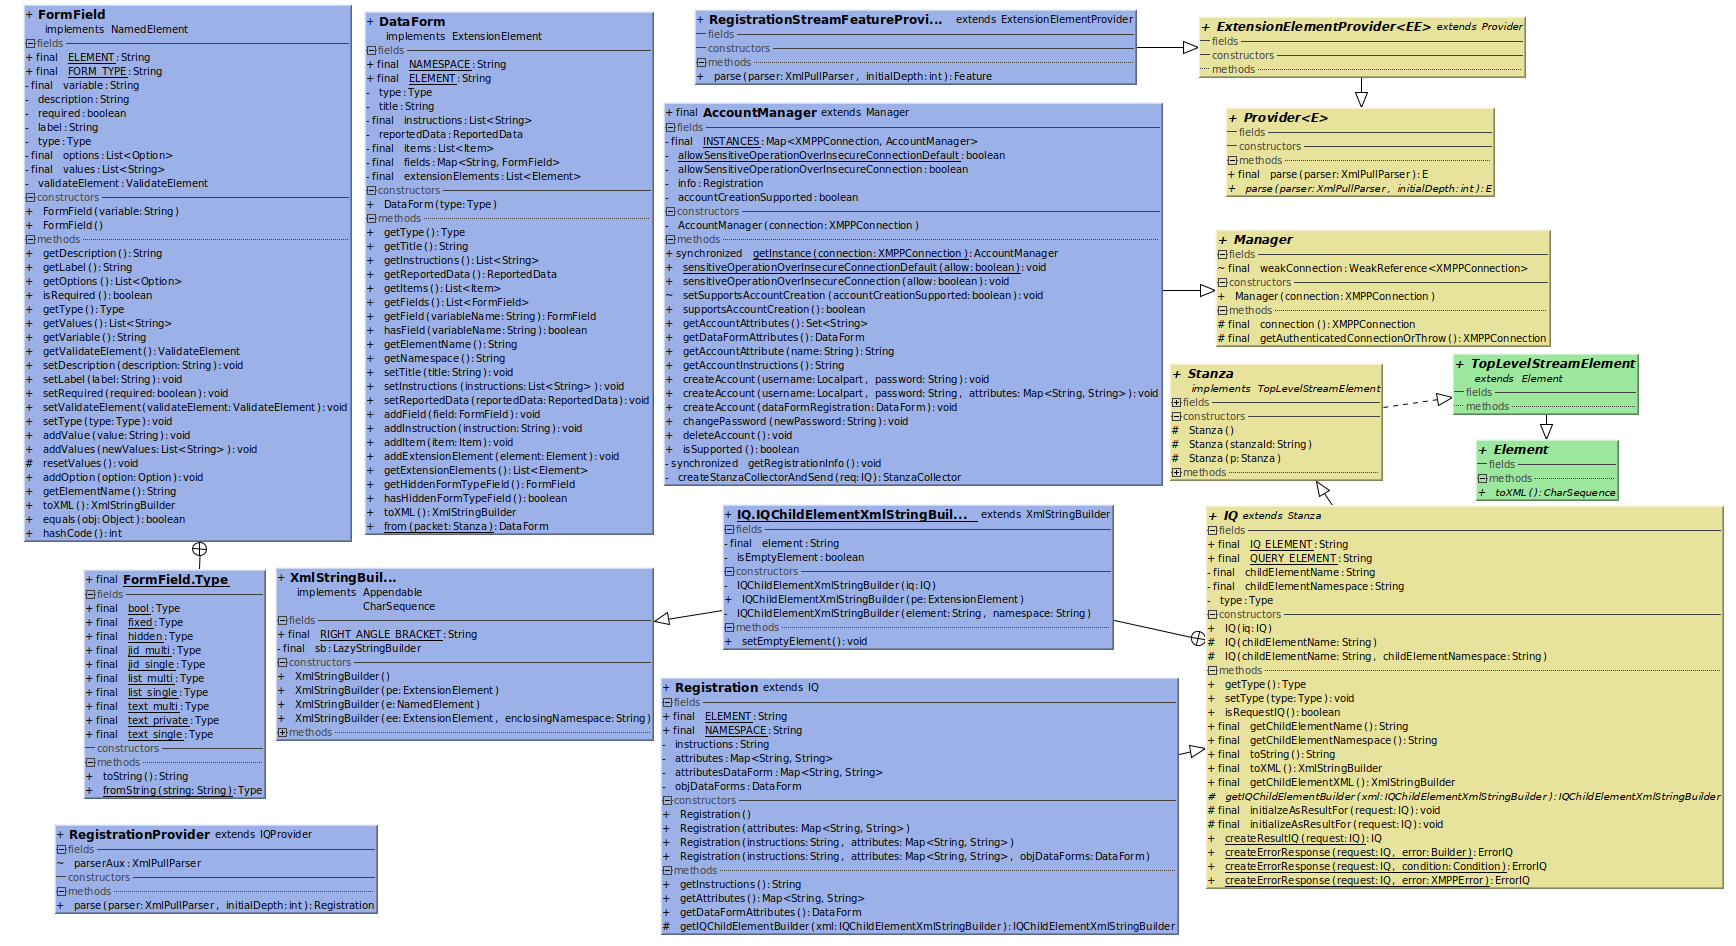 + FormField
implements NamedElement
fields
+ final ELEMENT:String
+ final FORM_TYPE:String
- final variable:String
- description:String
- required:boolean
- label:String
- type:Type
- final options:List<Option>
- final values:List<String>
- validateElement:ValidateElement
constructors
+ FormField(variable:String)
+ FormField()
methods
+ getDescription():String
+ getLabel():String
+ getOptions():List<Option>
+ isRequired():boolean
+ getType():Type
+ getValues():List<String>
+ getVariable():String
+ getValidateElement():ValidateElement
+ setDescription(description:String):void
+ setLabel(label:String):void
+ setRequired(required:boolean):void
+ setValidateElement(validateElement:ValidateElement):void
+ setType(type:Type):void
+ addValue(value:String):void
+ addValues(newValues:List<String>):void
# resetValues():void
+ addOption(option:Option):void
+ getElementName():String
+ toXML():XmlStringBuilder
+ equals(obj:Object):boolean
+ hashCode():int
+ DataForm
implements ExtensionElement
fields
+ final NAMESPACE:String
+ final ELEMENT:String
- type:Type
- title:String
- final instructions:List<String>
- reportedData:ReportedData
- final items:List<Item>
- final fields:Map<String, FormField>
- final extensionElements:List<Element>
constructors
+ DataForm(type:Type)
methods
+ getType():Type
+ getTitle():String
+ getInstructions():List<String>
+ getReportedData():ReportedData
+ getItems():List<Item>
+ getFields():List<FormField>
+ getField(variableName:String):FormField
+ hasField(variableName:String):boolean
+ getElementName():String
+ getNamespace():String
+ setTitle(title:String):void
+ setInstructions(instructions:List<String>):void
+ setReportedData(reportedData:ReportedData):void
+ addField(field:FormField):void
+ addInstruction(instruction:String):void
+ addItem(item:Item):void
+ addExtensionElement(element:Element):void
+ getExtensionElements():List<Element>
+ getHiddenFormTypeField():FormField
+ hasHiddenFormTypeField():boolean
+ toXML():XmlStringBuilder
+ from(packet:Stanza):DataForm
+ RegistrationStreamFeatureProvi... extends ExtensionElementProvider
fields
constructors
methods
+ parse(parser:XmlPullParser, initialDepth:int):Feature
+ ExtensionElementProvider<EE> extends Provider
fields
constructors
methods
+ Provider<E>
fields
constructors
methods
+ final parse(parser:XmlPullParser):E
+ parse(parser:XmlPullParser, initialDepth:int):E
+ final AccountManager extends Manager
fields
- final INSTANCES:Map<XMPPConnection, AccountManager>
- allowSensitiveOperationOverInsecureConnectionDefault:boolean
- allowSensitiveOperationOverInsecureConnection:boolean
- info:Registration
- accountCreationSupported:boolean
constructors
- AccountManager(connection:XMPPConnection)
methods
+ synchronized getInstance(connection:XMPPConnection):AccountManager
+ sensitiveOperationOverInsecureConnectionDefault(allow:boolean):void
+ sensitiveOperationOverInsecureConnection(allow:boolean):void
~ setSupportsAccountCreation(accountCreationSupported:boolean):void
+ supportsAccountCreation():boolean
+ getAccountAttributes():Set<String>
+ getDataFormAttributes():DataForm
+ getAccountAttribute(name:String):String
+ getAccountInstructions():String
+ createAccount(username:Localpart, password:String):void
+ createAccount(username:Localpart, password:String, attributes:Map<String, String>):void
+ createAccount(dataFormRegistration:DataForm):void
+ changePassword(newPassword:String):void
+ deleteAccount():void
+ isSupported():boolean
- synchronized getRegistrationInfo():void
- createStanzaCollectorAndSend(req:IQ):StanzaCollector
+ Manager
fields
~ final weakConnection:WeakReference<XMPPConnection>
constructors
+ Manager(connection:XMPPConnection)
methods
# final connection():XMPPConnection
# final getAuthenticatedConnectionOrThrow():XMPPConnection
+ Stanza
implements TopLevelStreamElement
fields
constructors
# Stanza()
# Stanza(stanzaId:String)
# Stanza(p:Stanza)
methods
+ TopLevelStreamElement
extends Element
fields
methods
+ Element
fields
methods
+ toXML():CharSequence
+ FormField.Type
+ final FormField.Type
fields
+ final bool:Type
+ final fixed:Type
+ final hidden:Type
+ final jid_multi:Type
+ final jid_single:Type
+ final list_multi:Type
+ final list_single:Type
+ final text_multi:Type
+ final text_private:Type
+ final text_single:Type
constructors
methods
+ toString():String
+ fromString(string:String):Type
+ XmlStringBuil...
implements Appendable
CharSequence
fields
+ final RIGHT_ANGLE_BRACKET:String
- final sb:LazyStringBuilder
constructors
+ XmlStringBuilder()
+ XmlStringBuilder(pe:ExtensionElement)
+ XmlStringBuilder(e:NamedElement)
+ XmlStringBuilder(ee:ExtensionElement, enclosingNamespace:String)
methods
+ IQ.IQChildElementXmlStringBuil... extends XmlStringBuilder
fields
- final element:String
- isEmptyElement:boolean
constructors
- IQChildElementXmlStringBuilder(iq:IQ)
+ IQChildElementXmlStringBuilder(pe:ExtensionElement)
- IQChildElementXmlStringBuilder(element:String, namespace:String)
methods
+ setEmptyElement():void
+ IQ extends Stanza
fields
+ final IQ_ELEMENT:String
+ final QUERY_ELEMENT:String
- final childElementName:String
- final childElementNamespace:String
- type:Type
constructors
+ IQ(iq:IQ)
# IQ(childElementName:String)
# IQ(childElementName:String, childElementNamespace:String)
methods
+ getType():Type
+ setType(type:Type):void
+ isRequestIQ():boolean
+ final getChildElementName():String
+ final getChildElementNamespace():String
+ final toString():String
+ final toXML():XmlStringBuilder
+ final getChildElementXML():XmlStringBuilder
# getIQChildElementBuilder(xml:IQChildElementXmlStringBuilder):IQChildElementXmlStringBuilder
# final initialzeAsResultFor(request:IQ):void
# final initializeAsResultFor(request:IQ):void
+ createResultIQ(request:IQ):IQ
+ createErrorResponse(request:IQ, error:Builder):ErrorIQ
+ createErrorResponse(request:IQ, condition:Condition):ErrorIQ
+ createErrorResponse(request:IQ, error:XMPPError):ErrorIQ
+ Registration extends IQ
fields
+ final ELEMENT:String
+ final NAMESPACE:String
- instructions:String
- attributes:Map<String, String>
- attributesDataForm:Map<String, String>
- objDataForms:DataForm
constructors
+ Registration()
+ Registration(attributes:Map<String, String>)
+ Registration(instructions:String, attributes:Map<String, String>)
+ Registration(instructions:String, attributes:Map<String, String>, objDataForms:DataForm)
methods
+ getInstructions():String
+ getAttributes():Map<String, String>
+ getDataFormAttributes():DataForm
# getIQChildElementBuilder(xml:IQChildElementXmlStringBuilder):IQChildElementXmlStringBuilder
+ RegistrationProvider extends IQProvider
fields
~ parserAux:XmlPullParser
constructors
methods
+ parse(parser:XmlPullParser, initialDepth:int):Registration